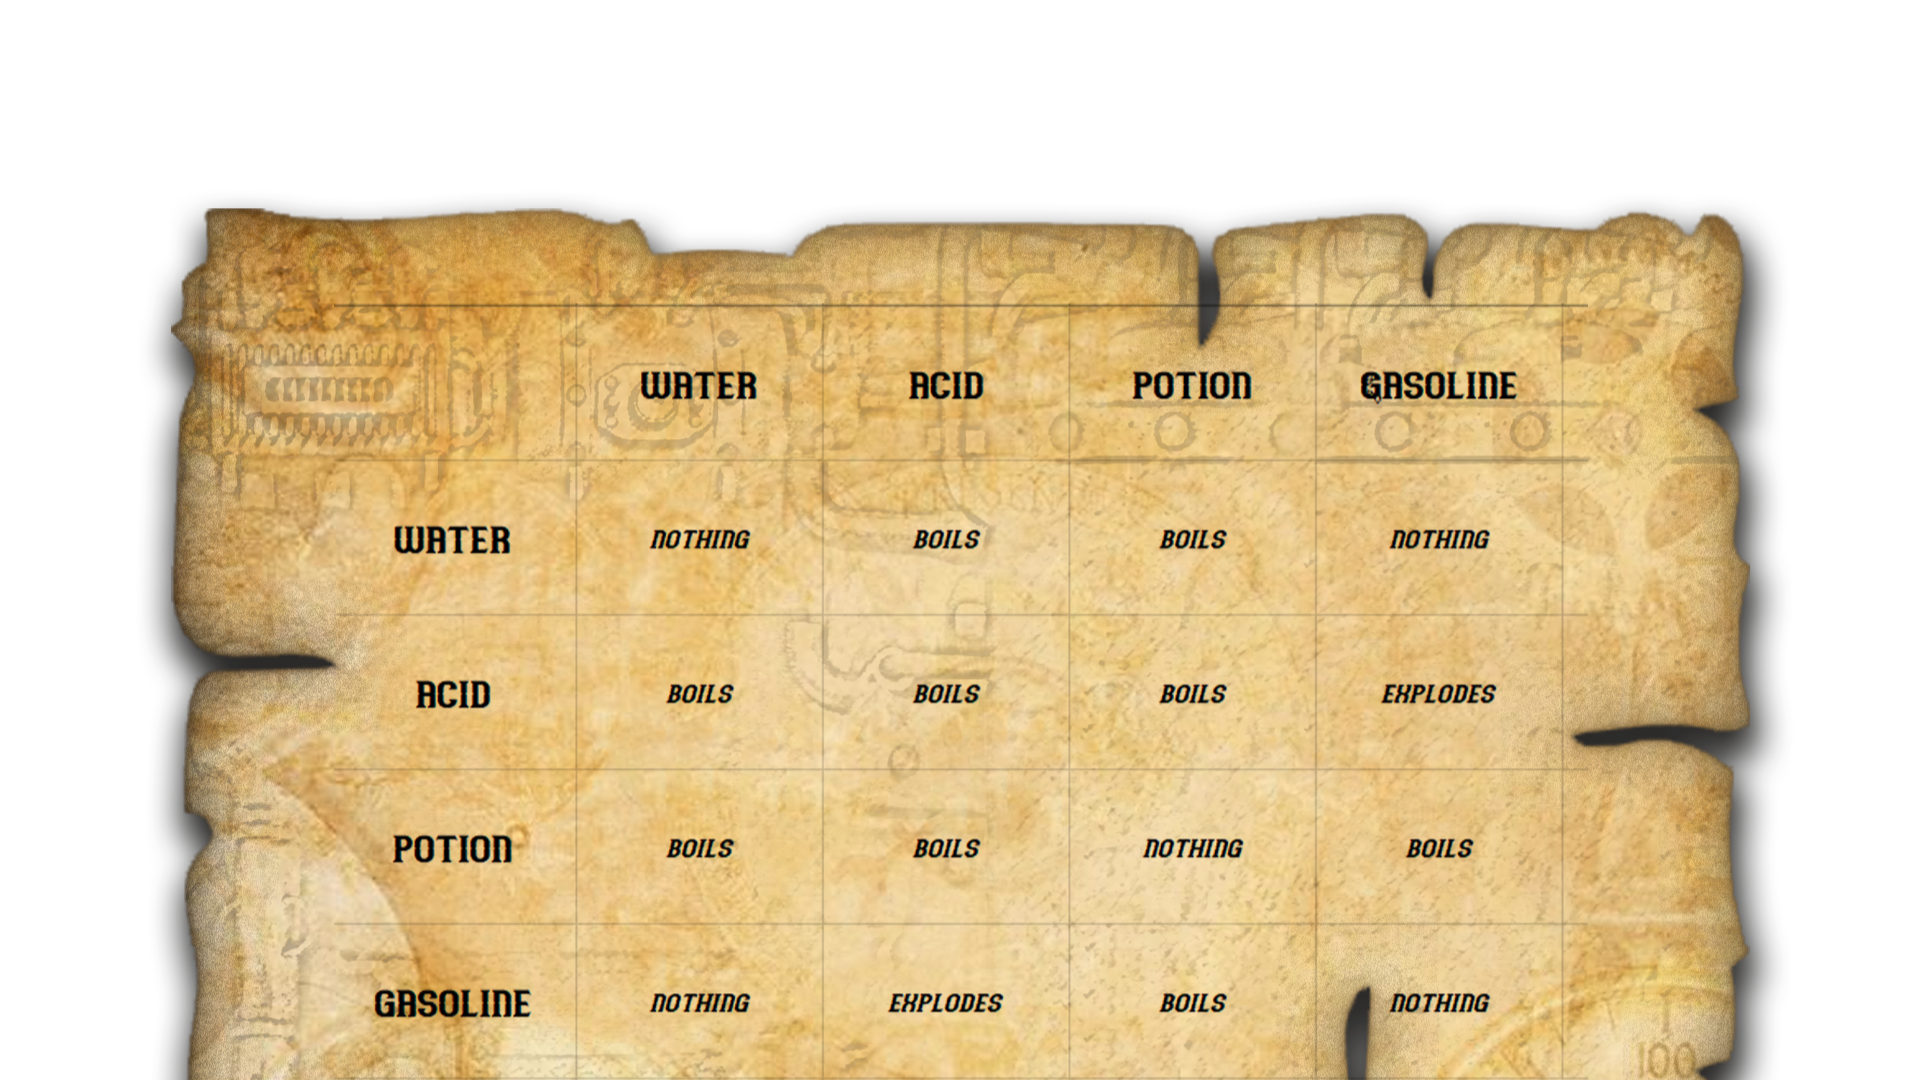 WATER ACID POTION GASOLINE
WATER NOTHING BOILS BOILS NOTHING
ACID BOILS BOILS BOILS EXPLODES
POTION BOILS BOILS NOTHING BOILS
GASOLINE NOTHING EXPLODES BOILS NOTHING
100